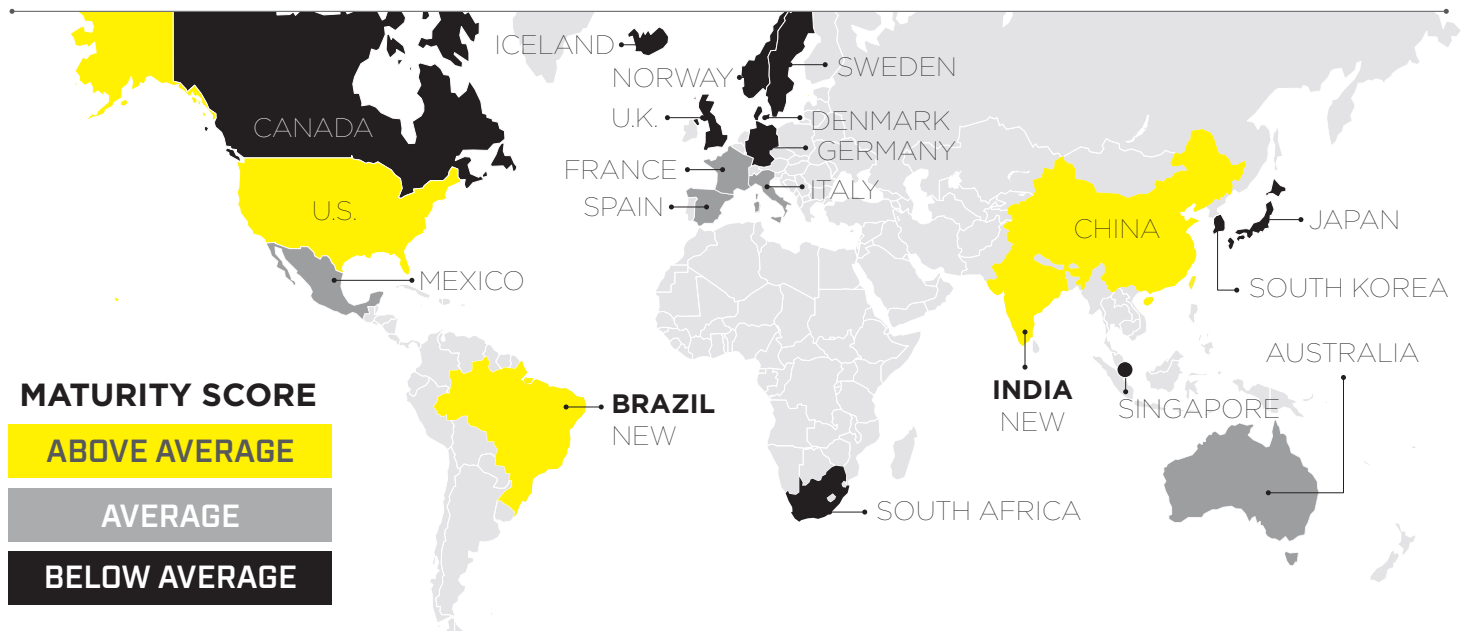 ICELAND
NORWAY
SWEDEN
U.K.
DENMARK
CANADA
GERMANY
FRANCE
ITALY
SPAIN
U.S.
CHINA
JAPAN
MEXICO
SOUTH KOREA
AUSTRALIA
MATURITY SCORE
ABOVE AVERAGE
AVERAGE
BELOW AVERAGE
BRAZIL
NEW
INDIA
NEW
SINGAPORE
SOUTH AFRICA